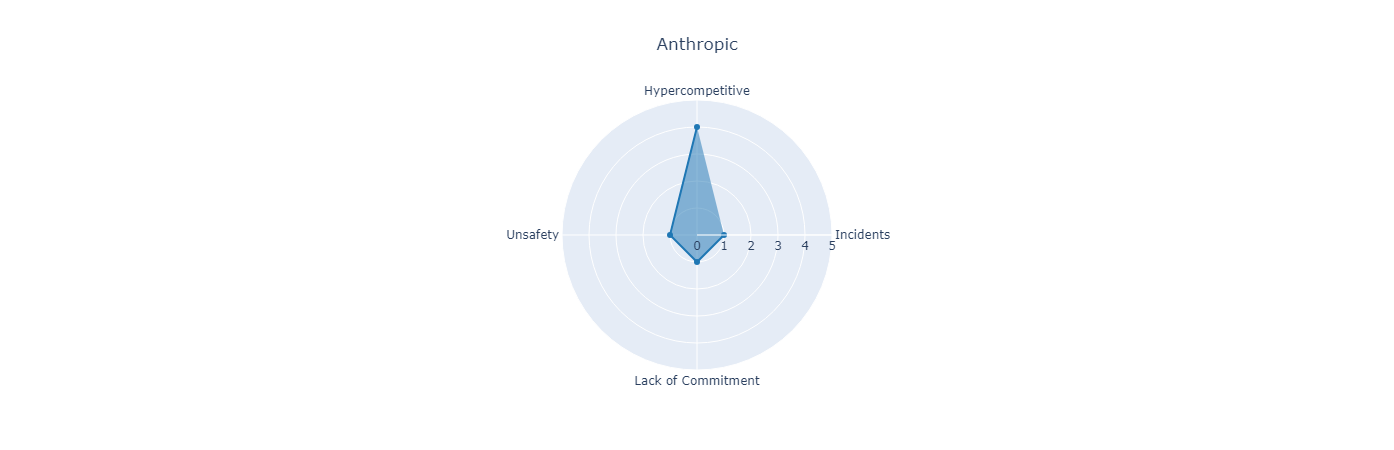 Anthropic
Hypercompetitive
Unsafety
Incidents
0 1 2 3 4 5
Lack of Commitment